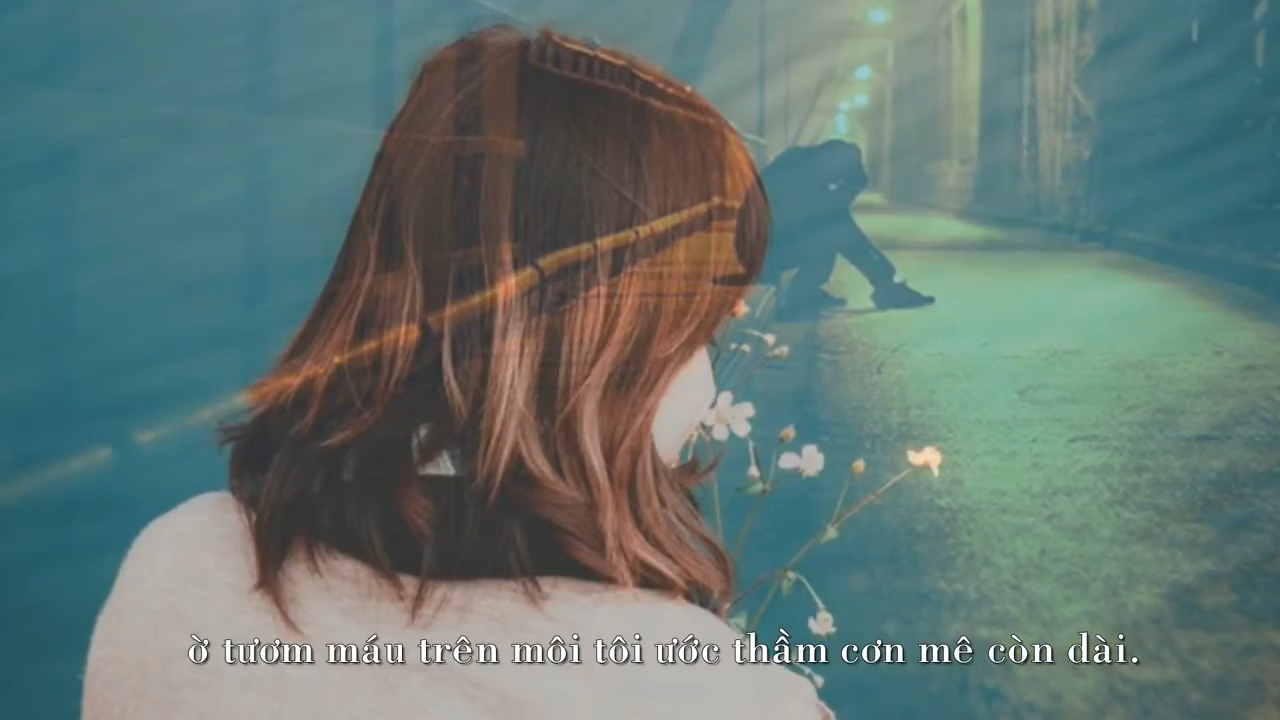 ờ tươm máu trên môi tôi ước thầm cơn mê còn dài.